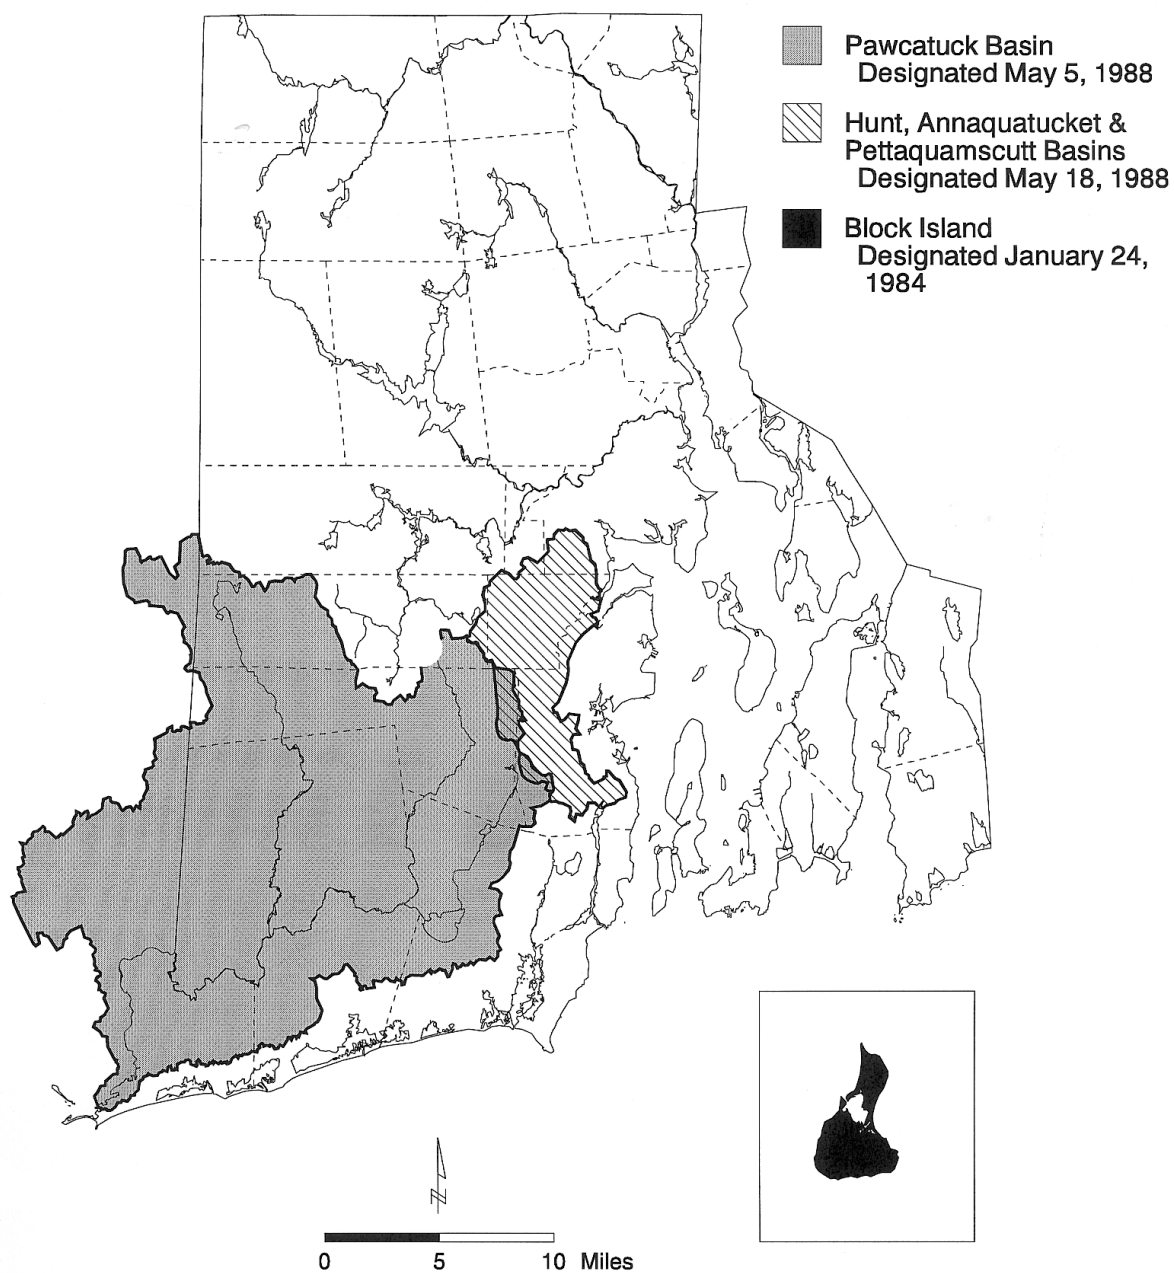 Pawcatuck Basin
Designated May 5, 1988
Hunt, Annaquatucket &
Pettaquamscutt Basins
Designated May 18, 1988
Block Island
Designated January 24,
1984
N
0 5 10 Miles